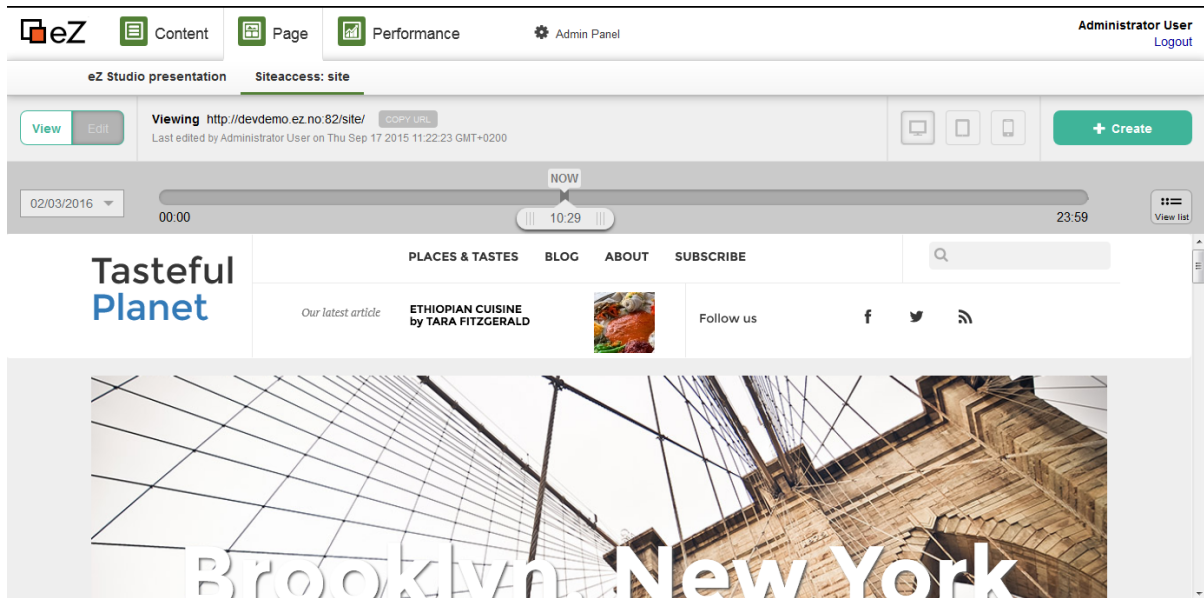 eZ Content Page Performance Admin Panel Administrator User
Logout
eZ Studio presentation Siteaccess: site
View Edit Viewing http://devdemo.ez.no:82/site/ COPY URL + Create
Last edited by Administrator User on Thu Sep 17 2015 11:22:23 GMT+0200
NOW
02/03/2016 00:00 10:29 23:59 View list
Tasteful
Planet
PLACES & TASTES BLOG ABOUT SUBSCRIBE
Our latest article ETHIOPIAN CUISINE
by TARA FITZGERALD
Follow us
Brooklyn, New York